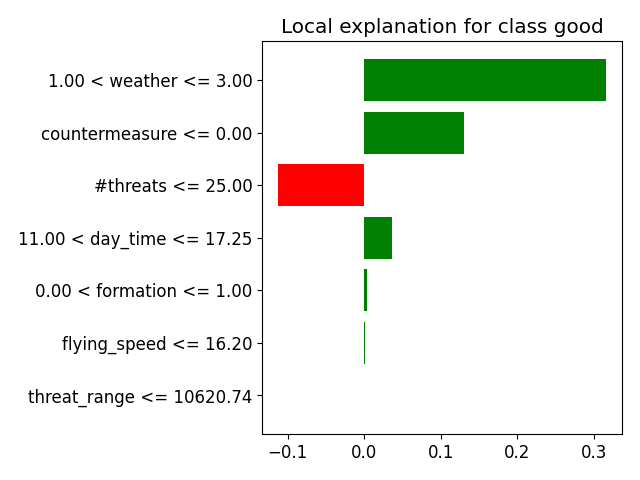 Local explanation for class good
1.00 < weather <= 3.00
countermeasure <= 0.00
#threats <= 25.00
11.00 < day_time <= 17.25
0.00 < formation <= 1.00
flying_speed <= 16.20
threat_range <= 10620.74
−0.1 0.0 0.1 0.2 0.3